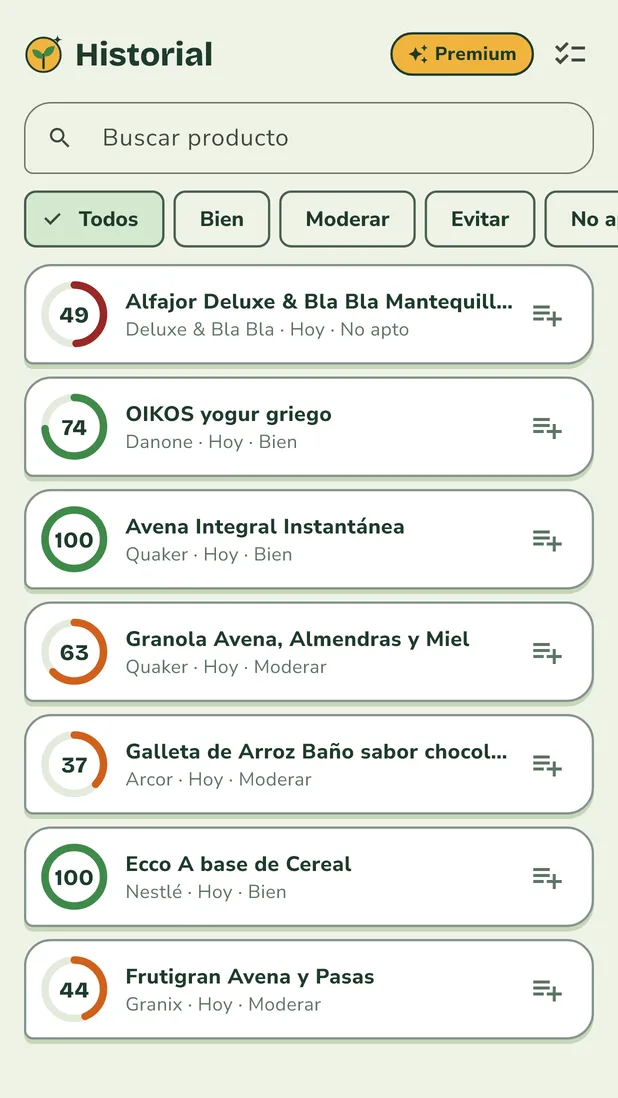 Historial
Premium
Buscar producto
Todos
Bien
Moderar
Evitar
No a
49
Alfajor Deluxe & Bla Bla Mantequill...
Deluxe & Bla Bla · Hoy · No apto
74
OIKOS yogur griego
Danone · Hoy · Bien
100
Avena Integral Instantánea
Quaker · Hoy · Bien
63
Granola Avena, Almendras y Miel
Quaker · Hoy · Moderar
37
Galleta de Arroz Baño sabor chocol...
Arcor · Hoy · Moderar
100
Ecco A base de Cereal
Nestlé · Hoy · Bien
44
Frutigran Avena y Pasas
Granix · Hoy · Moderar